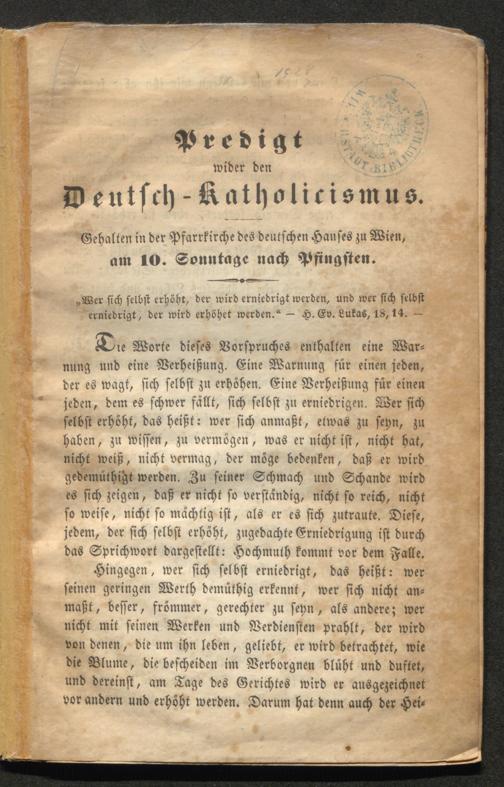 Predigt
wider den
Deutsch-Katholicismus.
Gehalten in der Pfarrkirche des deutschen Hauses zu Wien,
am 10. Sonntage nach Pfingsten.
„Wer sich selbst erhöht, der wird erniedrigt werden, und wer sich selbst
erniedrigt, der wird erhöhet werden.“ — H. Ev. Lukas, 18, 14. —
Die Worte dieses Vorspruches enthalten eine War-
nung und eine Verheißung. Eine Warnung für einen jeden,
der es wagt, sich selbst zu erhöhen. Eine Verheißung für einen
jeden, dem es schwer fällt, sich selbst zu erniedrigen. Wer sich
selbst erhöht, das heißt: wer sich anmaßt, etwas zu seyn, zu
haben, zu wissen, zu vermögen, was er nicht ist, nicht hat,
nicht weiß, nicht vermag, der möge bedenken, daß er wird
gedemüthigt werden. Zu seiner Schmach und Schande wird
es sich zeigen, daß er nicht so verständig, nicht so reich, nicht
so weise, nicht so mächtig ist, als er es sich zutraute. Diese,
jedem, der sich selbst erhöht, zugedachte Erniedrigung ist durch
das Sprichwort dargestellt: Hochmuth kommt vor dem Falle.
Hingegen, wer sich selbst erniedrigt, das heißt: wer
seinen geringen Werth demüthig erkennt, wer sich nicht an-
maßt, besser, frömmer, gerechter zu seyn, als andere; wer
nicht mit seinen Werken und Verdiensten prahlt, der wird
von denen, die um ihn leben, geliebt, er wird betrachtet, wie
die Blume, die bescheiden im Verborgnen blüht und duftet,
und dereinst, am Tage des Gerichtes wird er ausgezeichnet
vor andern und erhöht werden. Darum hat denn auch der Hei-